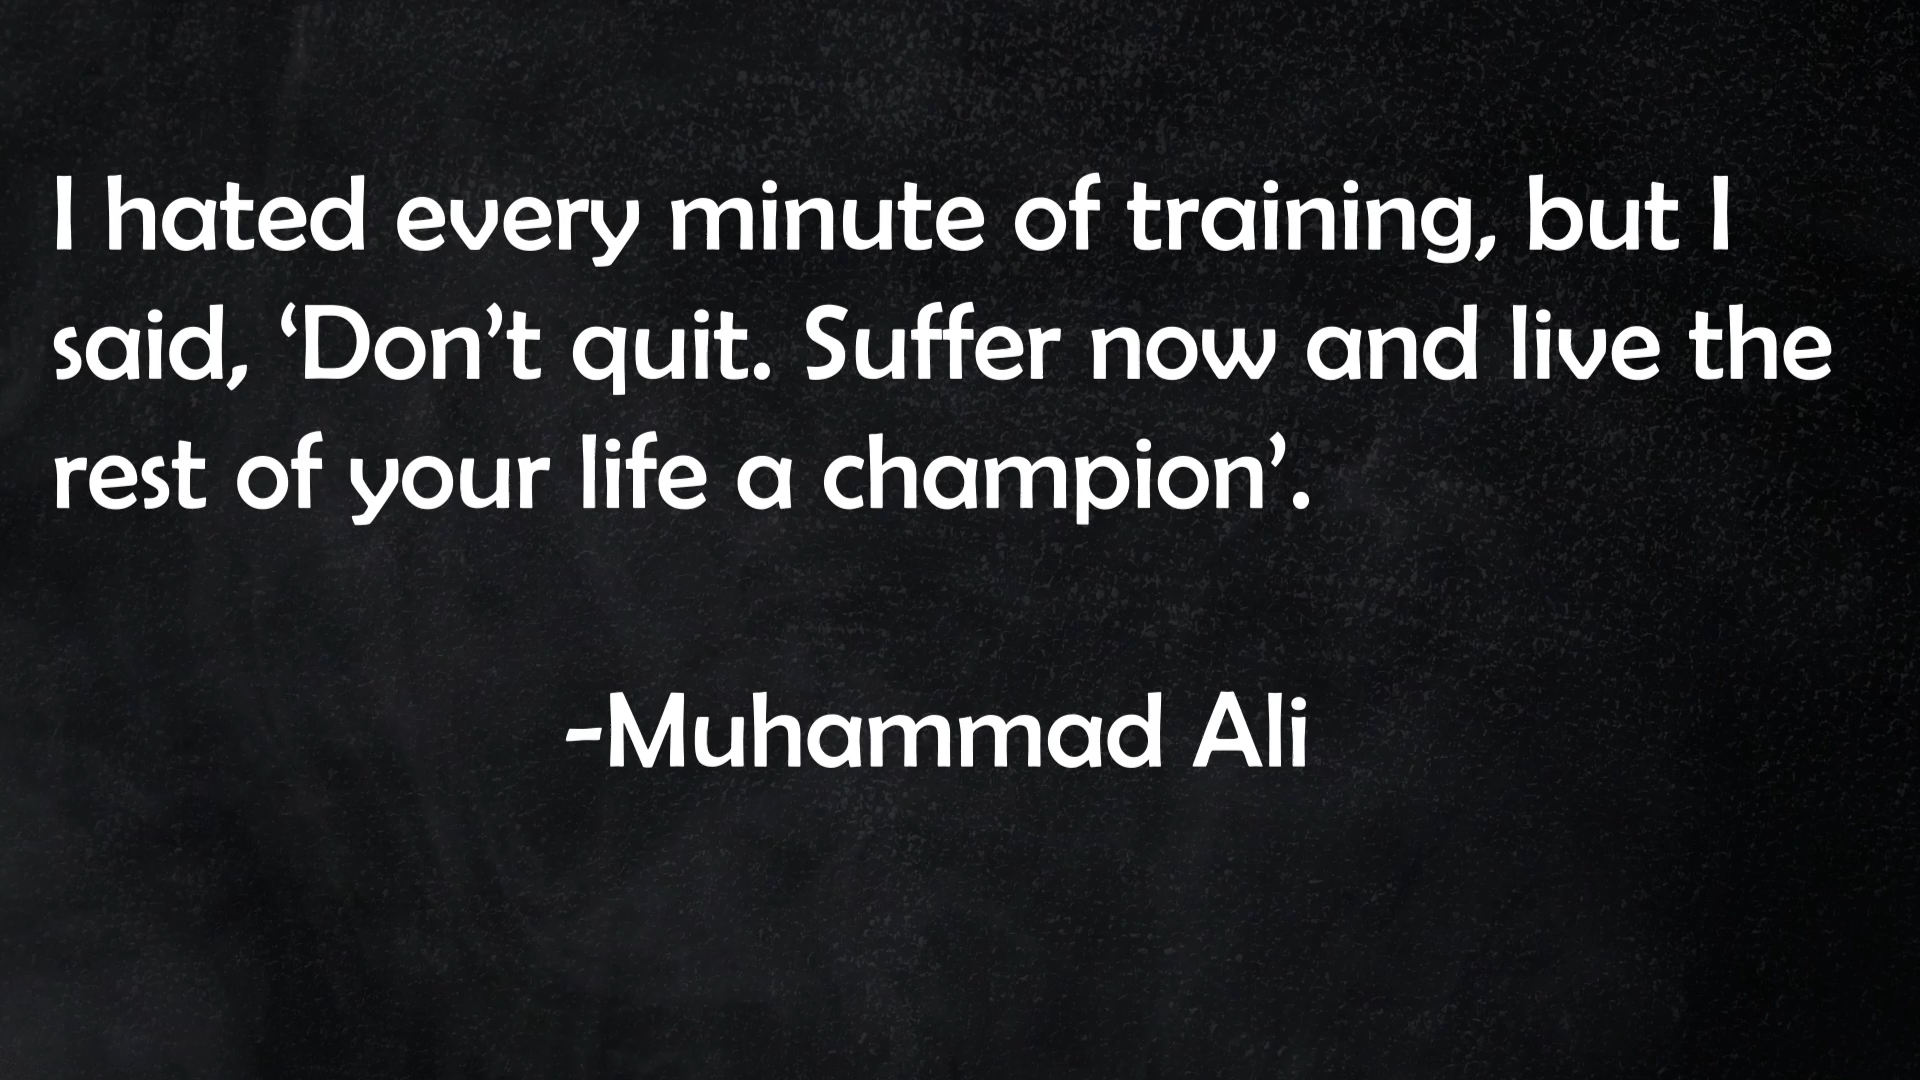 I hated every minute of training, but I
said, ‘Don’t quit. Suffer now and live the
rest of your life a champion’.
-Muhammad Ali